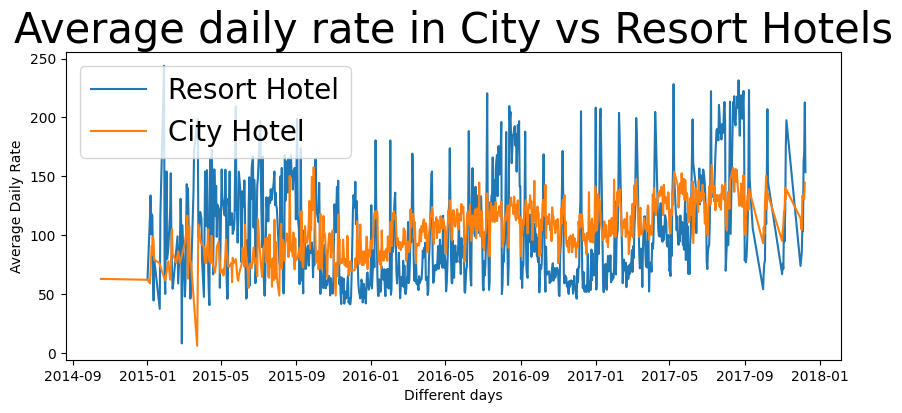 Average daily rate in City vs Resort Hotels
250
200
150
100
50
0
Average Daily Rate
Resort Hotel
City Hotel
2014-09 2015-01 2015-05 2015-09 2016-01 2016-05 2016-09 2017-01 2017-05 2017-09 2018-01
Different days